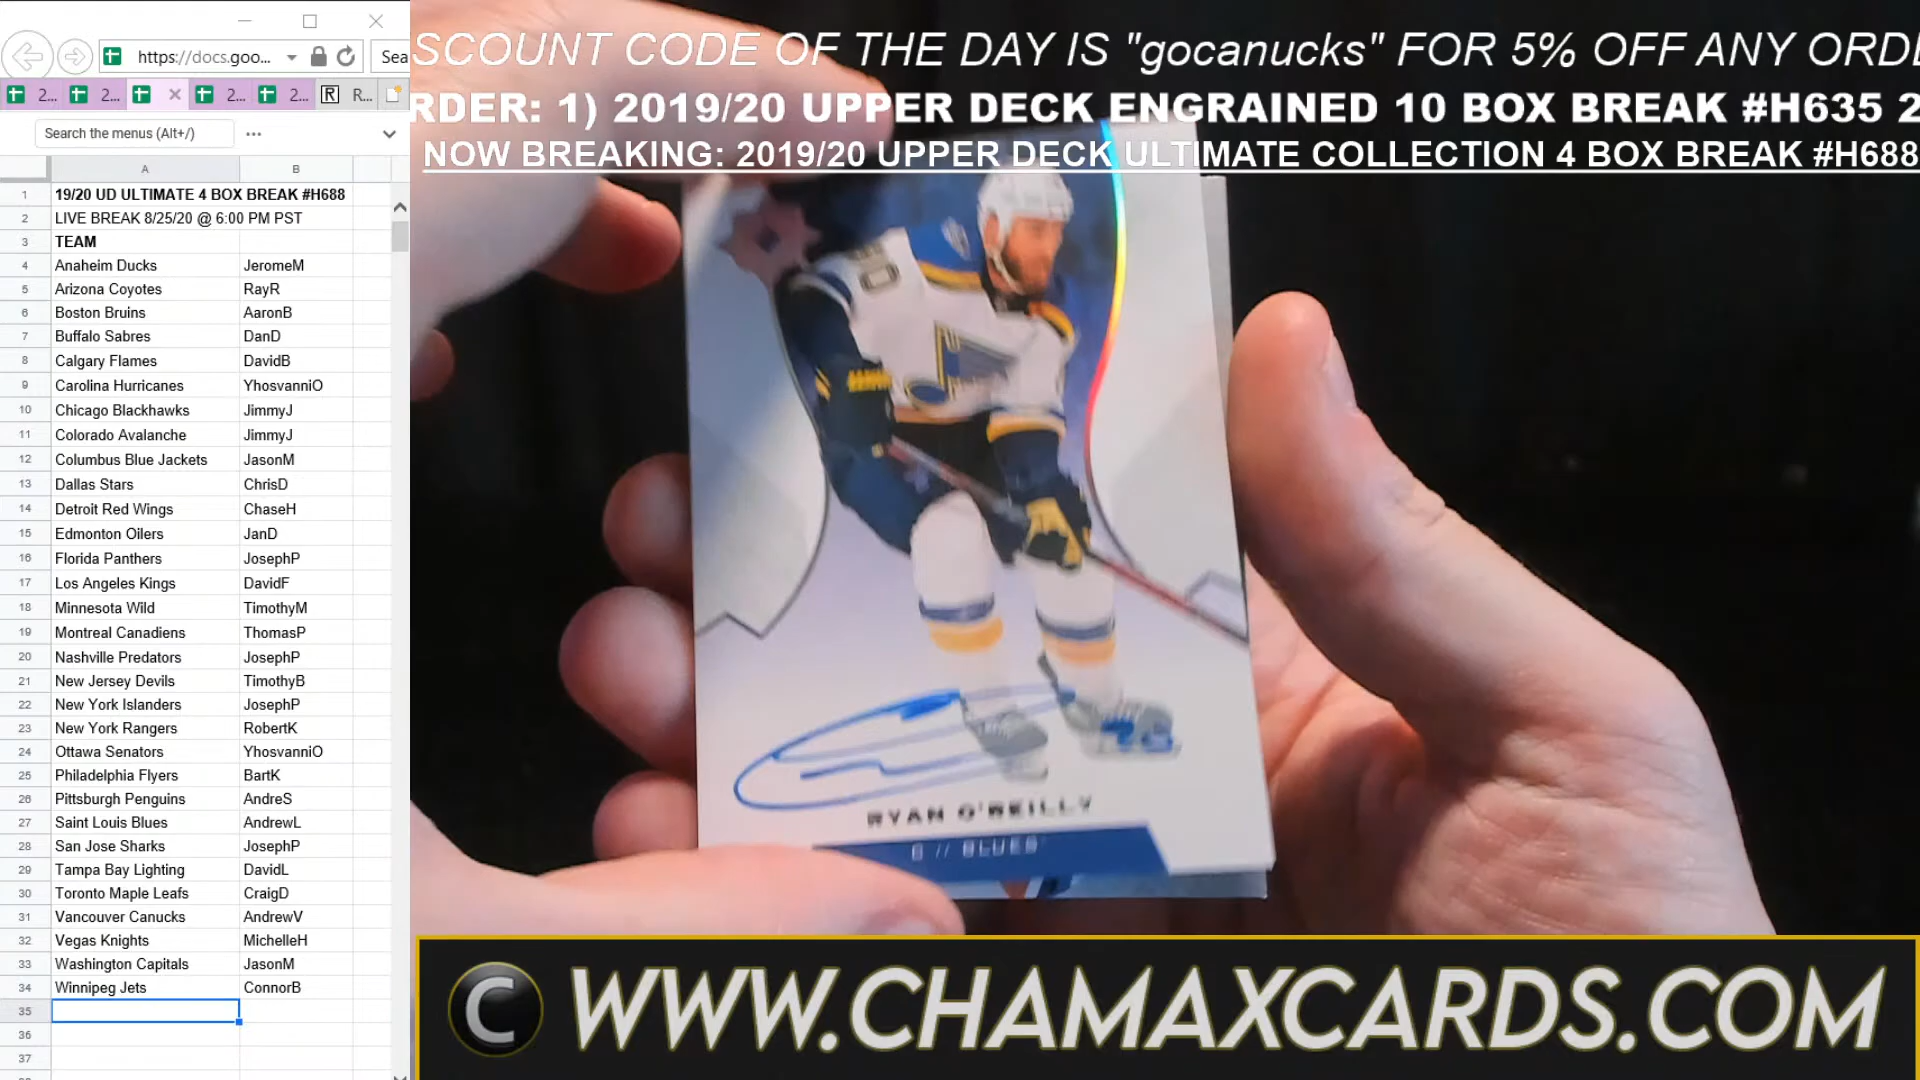 https://docs.goo...
Sea
2...
2...
2...
2...
R R...
Search the menus (Alt+/)
A B
1 19/20 UD ULTIMATE 4 BOX BREAK #H688
2 LIVE BREAK 8/25/20 @ 6:00 PM PST
3 TEAM
4 Anaheim Ducks JeromeM
5 Arizona Coyotes RayR
6 Boston Bruins AaronB
7 Buffalo Sabres DanD
8 Calgary Flames DavidB
9 Carolina Hurricanes YhosvanniO
10 Chicago Blackhawks JimmyJ
11 Colorado Avalanche JimmyJ
12 Columbus Blue Jackets JasonM
13 Dallas Stars ChrisD
14 Detroit Red Wings ChaseH
15 Edmonton Oilers JanD
16 Florida Panthers JosephP
17 Los Angeles Kings DavidF
18 Minnesota Wild TimothyM
19 Montreal Canadiens ThomasP
20 Nashville Predators JosephP
21 New Jersey Devils TimothyB
22 New York Islanders JosephP
23 New York Rangers RobertK
24 Ottawa Senators YhosvanniO
25 Philadelphia Flyers BartK
26 Pittsburgh Penguins AndreS
27 Saint Louis Blues AndrewL
28 San Jose Sharks JosephP
29 Tampa Bay Lighting DavidL
30 Toronto Maple Leafs CraigD
31 Vancouver Canucks AndrewV
32 Vegas Knights MichelleH
33 Washington Capitals JasonM
34 Winnipeg Jets ConnorB
35
36
37
SCOUNT CODE OF THE DAY IS "gocanucks" FOR 5% OFF ANY ORDE
RDER: 1) 2019/20 UPPER DECK ENGRAINED 10 BOX BREAK #H635 2
NOW BREAKING: 2019/20 UPPER DECK ULTIMATE COLLECTION 4 BOX BREAK #H688
RYAN O'REILLY
C // BLUES
C WWW.CHAMAXCARDS.COM